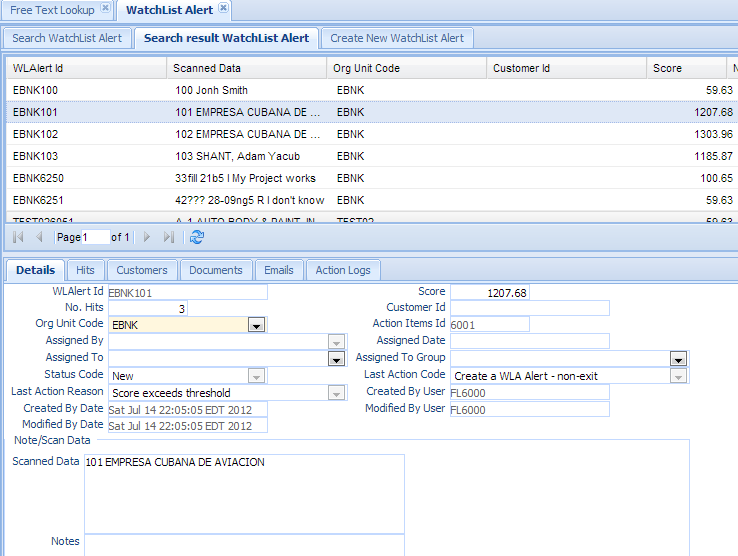 Free Text Lookup WatchList Alert
Search WatchList Alert Search result WatchList Alert Create New WatchList Alert
WLAlert Id Scanned Data Org Unit Code Customer Id Score N
EBNK100 100 Jonh Smith EBNK 59.63
EBNK101 101 EMPRESA CUBANA DE ... EBNK 1207.68
EBNK102 102 EMPRESA CUBANA DE ... EBNK 1303.96
EBNK103 103 SHANT, Adam Yacub EBNK 1185.87
EBNK6250 33fill 21b5 I My Project works EBNK 100.65
EBNK6251 42??? 28-09ng5 R I don't know EBNK 59.63
TEST026051 A-1 AUTO BODY & PAINT, IN TEST02 59.63
Page 1 of 1
Details Hits Customers Documents Emails Action Logs
WLAlert Id EBNK101 Score 1207.68
No. Hits 3 Customer Id
Org Unit Code EBNK Action Items Id 6001
Assigned By Assigned Date
Assigned To Assigned To Group
Status Code New Last Action Code Create a WLA Alert - non-exit
Last Action Reason Score exceeds threshold Created By User FL6000
Created By Date Sat Jul 14 22:05:05 EDT 2012 Modified By User FL6000
Modified By Date Sat Jul 14 22:05:05 EDT 2012
Note/Scan Data
Scanned Data 101 EMPRESA CUBANA DE AVIACION
Notes